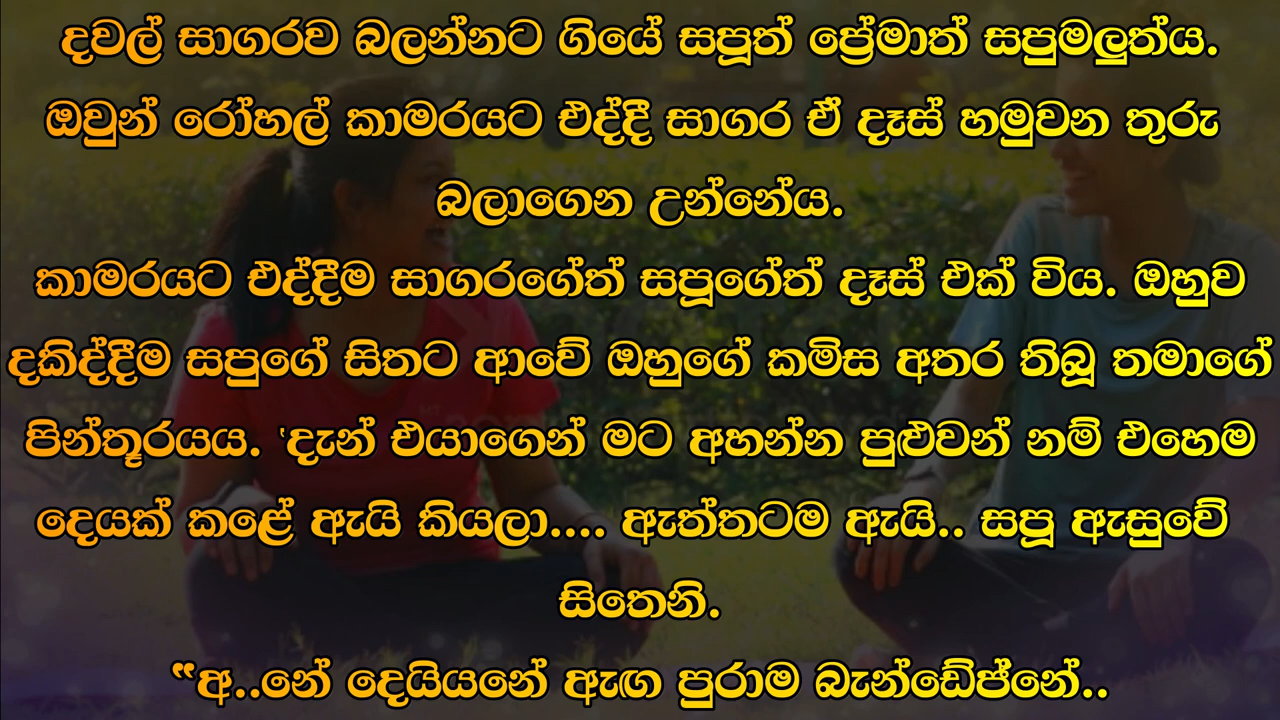 දවල් සාගරව බලන්නට ගියේ සපූත් ප්‍රේමාත් සපුමලුත්ය.
ඔවුන් රෝහල් කාමරයට එද්දී සාගර ඒ දෑස් හමුවන තුරු
බලාගෙන උන්නේය.
කාමරයට එද්දීම සාගරගේත් සපූගේත් දෑස් එක් විය. ඔහුව
දකිද්දීම සපුගේ සිතට ආවේ ඔහුගේ කමිස අතර තිබූ තමාගේ
පින්තූරයය. ‛දැන් එයාගෙන් මට අහන්න පුළුවන් නම් එහෙම
දෙයක් කළේ ඇයි කියලා.... ඇත්තටම ඇයි.. සපූ ඇසුවේ
සිතෙනි.
“අ..නේ දෙයියනේ ඇඟ පුරාම බැන්ඩේප්නේ..